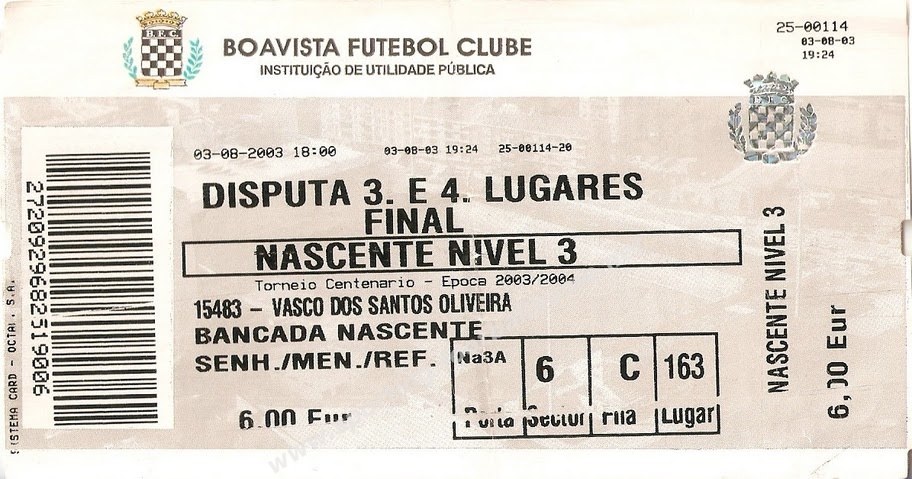 B.F.C.
BOAVISTA FUTEBOL CLUBE
INSTITUIÇÃO DE UTILIDADE PÚBLICA
25-00114
03-08-03
19:24
03-08-2003 18:00 03-08-03 19:24 25-00114-20
DISPUTA 3. E 4. LUGARES
FINAL
NASCENTE NIVEL 3
Torneio Centenario - Epoca 2003/2004
15483 - VASCO DOS SANTOS OLIVEIRA
BANCADA NASCENTE
SENH./MEN./REF.
Na3A 6 C 163
Porta Sector Fila Lugar
6.00 Eur
NASCENTE NIVEL 3
6,00 Eur
SISTEMA CARD - OCTAL. S.A.